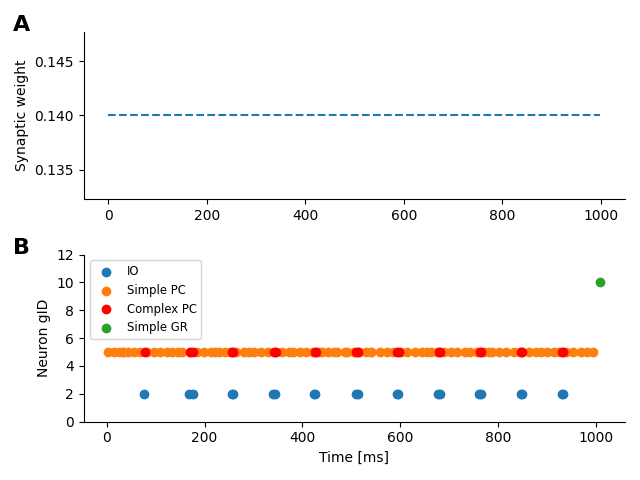 A
0.145
0.140
0.135
Synaptic weight
0 200 400 600 800 1000
B
12
10
8
6
4
2
0
Neuron gID
IO
Simple PC
Complex PC
Simple GR
0 200 400 600 800 1000
Time [ms]